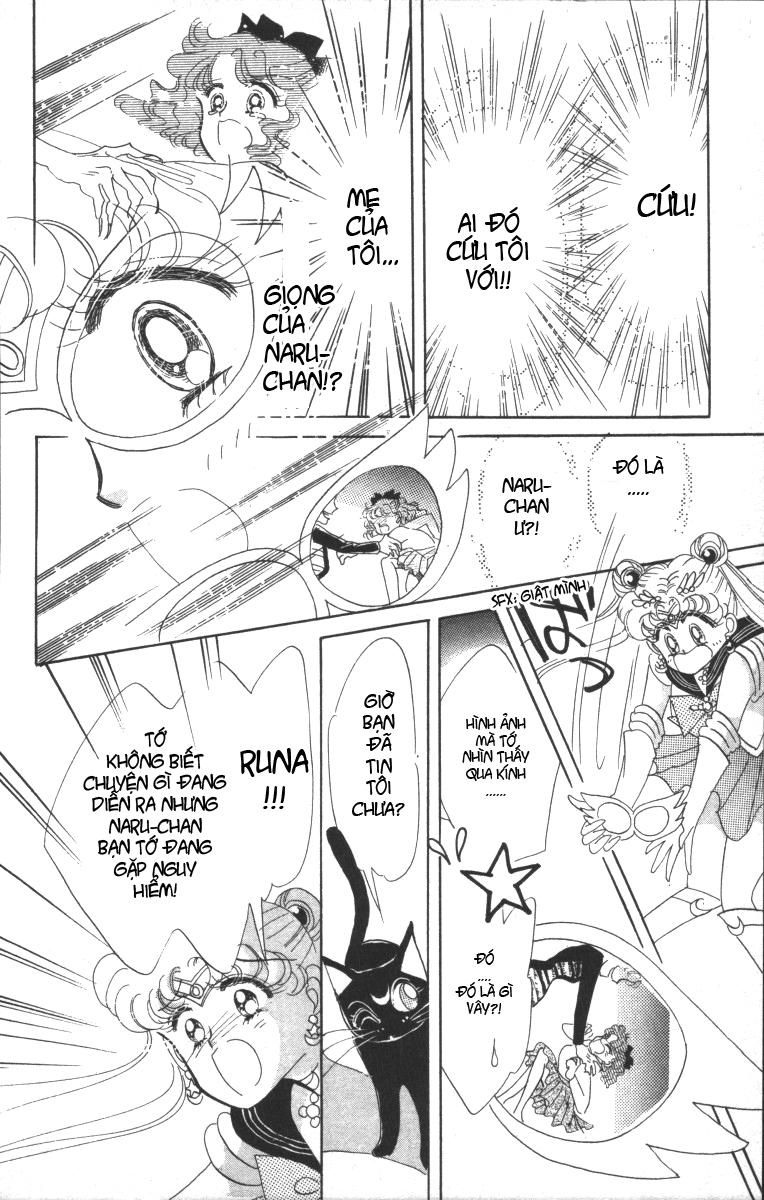 CỨU!
AI ĐÓ
CỨU TÔI
VỚI!!
MẸ
CỦA
TÔI...
GIỌNG
CỦA
NARU-
CHAN!?
ĐÓ LÀ
.....
NARU-
CHAN
Ư?!
SFX: GIẬT MÌNH
ばっ
HÌNH ẢNH
MÀ TỚ
NHÌN THẤY
QUA KÍNH
......
ĐÓ
....
ĐÓ LÀ GÌ
VẬY?!
GIỜ
BẠN
ĐÃ
TIN
TÔI
CHƯA?
RUNA
!!!
TỚ
KHÔNG BIẾT
CHUYỆN GÌ ĐANG
DIỄN RA NHƯNG
NARU-CHAN
BẠN TỚ ĐANG
GẶP NGUY
HIỂM!